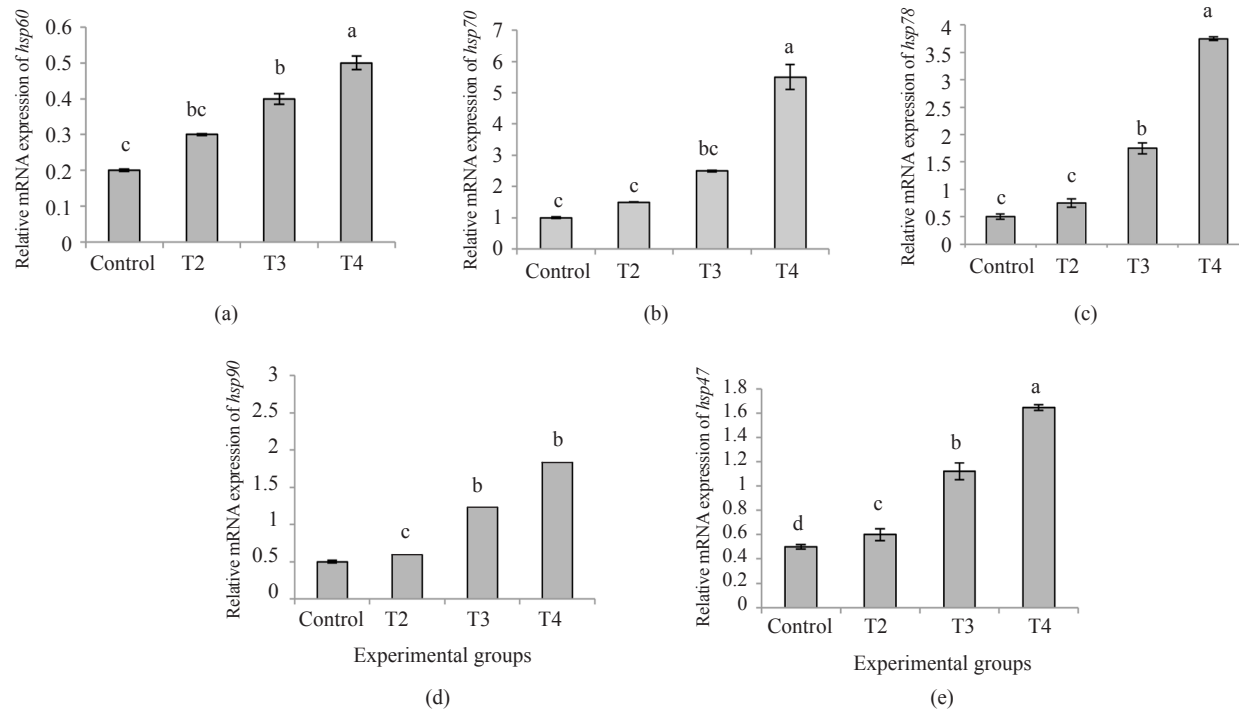 Relative mRNA expression of hsp60
0.6
0.5
0.4
0.3
0.2
0.1
0
c
bc
b
a
Control T2 T3 T4
(a)
Relative mRNA expression of hsp70
7
6
5
4
3
2
1
0
c
c
bc
a
Control T2 T3 T4
(b)
Relative mRNA expression of hsp78
4
3.5
3
2.5
2
1.5
1
0.5
0
c
c
b
a
Control T2 T3 T4
(c)
Relative mRNA expression of hsp90
3
2.5
2
1.5
1
0.5
0
c
b
b
Control T2 T3 T4
Experimental groups
(d)
Relative mRNA expression of hsp47
1.8
1.6
1.4
1.2
1
0.8
0.6
0.4
0.2
0
d
c
b
a
Control T2 T3 T4
Experimental groups
(e)